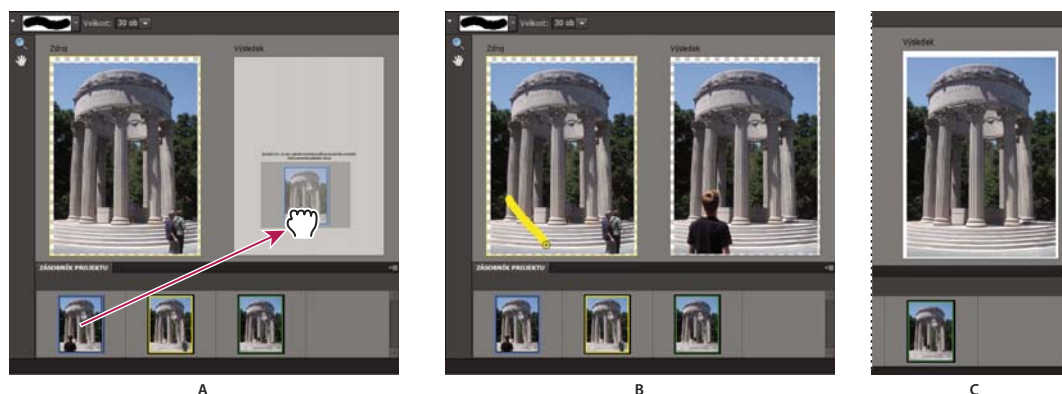 Velikost: 30 ob
Zdroj
Výsledek
ZÁSOBNÍK PROJEKTU
A
Velikost: 30 ob
Zdroj
Výsledek
ZÁSOBNÍK PROJEKTU
B
Výsledek
C